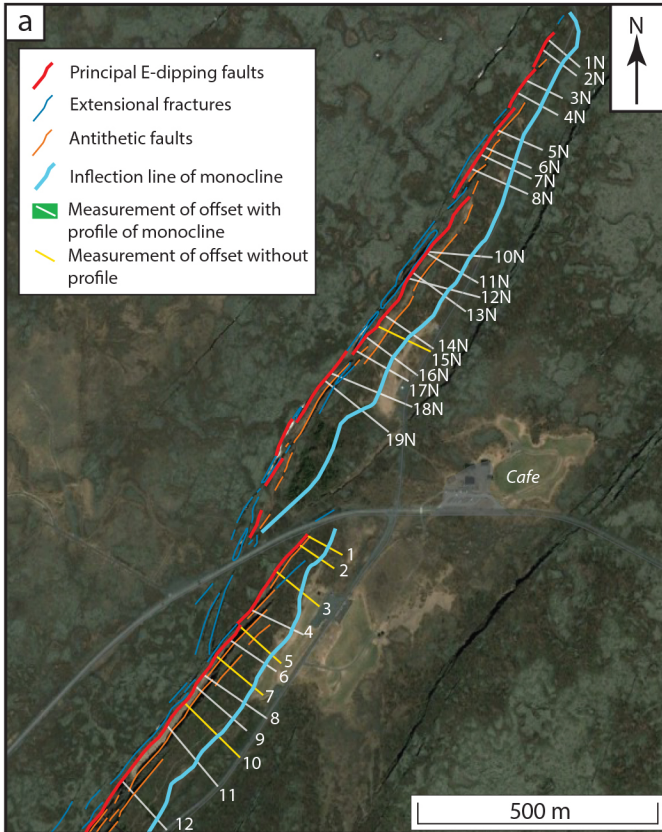 a
N
Principal E-dipping faults
Extensional fractures
Antithetic faults
Inflection line of monocline
Measurement of offset with
profile of monocline
Measurement of offset without
profile
1N
2N
3N
4N
5N
6N
7N
8N
10N
11N
12N
13N
14N
15N
16N
17N
18N
19N
Cafe
1
2
3
4
5
6
7
8
9
10
11
12
500 m